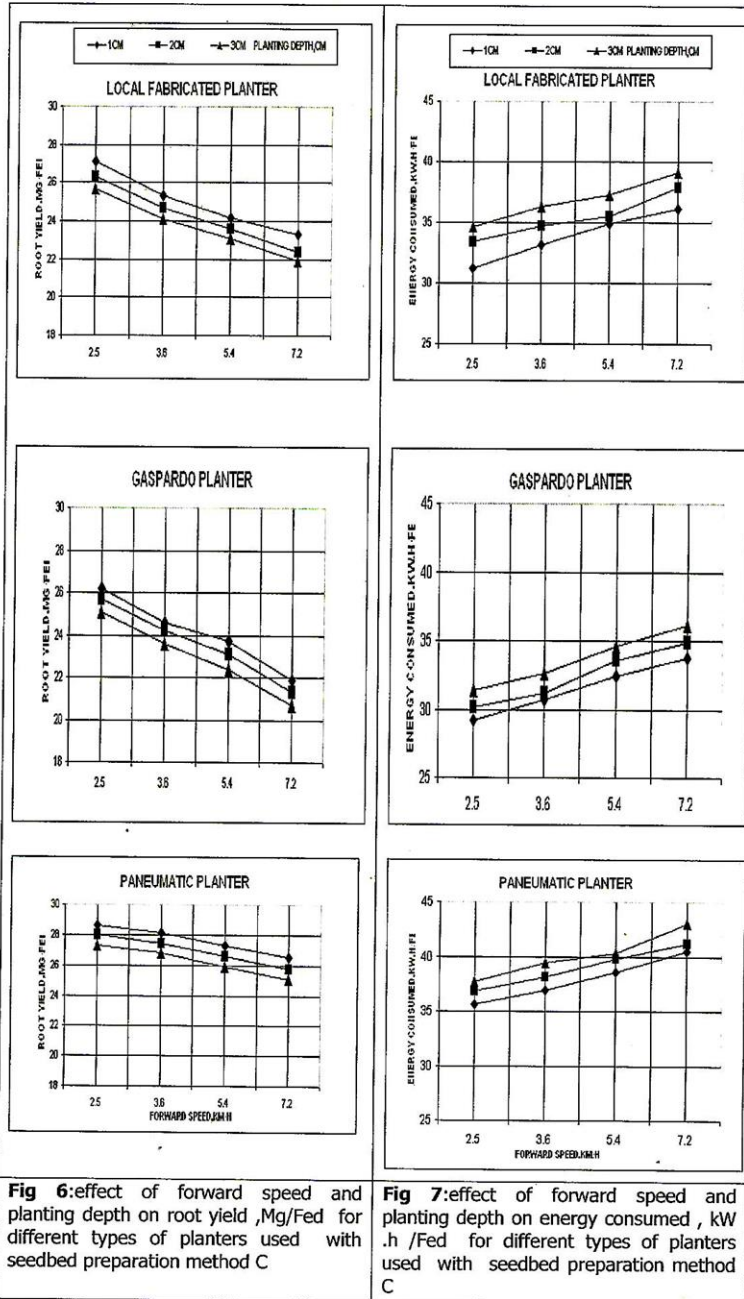 1CM 2CM 3CM PLANTING DEPTH,CM
LOCAL FABRICATED PLANTER
ROOT YIELD,MG·FEI
30
28
26
24
22
20
18
2.5 3.6 5.4 7.2
GASPARDO PLANTER
ROOT YIELD,MG·FEI
30
28
26
24
22
20
18
2.5 3.6 5.4 7.2
PANEUMATIC PLANTER
ROOT YIELD,MG·FEI
30
28
26
24
22
20
18
2.5 3.6 5.4 7.2
FORWARD SPEED,KM·H
Fig 6:effect of forward speed and
planting depth on root yield ,Mg/Fed for
different types of planters used with
seedbed preparation method C
1CM 2CM 3CM PLANTING DEPTH,CM
LOCAL FABRICATED PLANTER
ENERGY CONSUMED,KW.H·FI
45
40
35
30
25
2.5 3.6 5.4 7.2
GASPARDO PLANTER
ENERGY CONSUMED,KW.H·FE
45
40
35
30
25
2.5 3.6 5.4 7.2
PANEUMATIC PLANTER
ENERGY CONSUMED,KW.H·FI
45
40
35
30
25
2.5 3.6 5.4 7.2
FORWARD SPEED,KM.H
Fig 7:effect of forward speed and
planting depth on energy consumed , kW
.h /Fed for different types of planters
used with seedbed preparation method
C